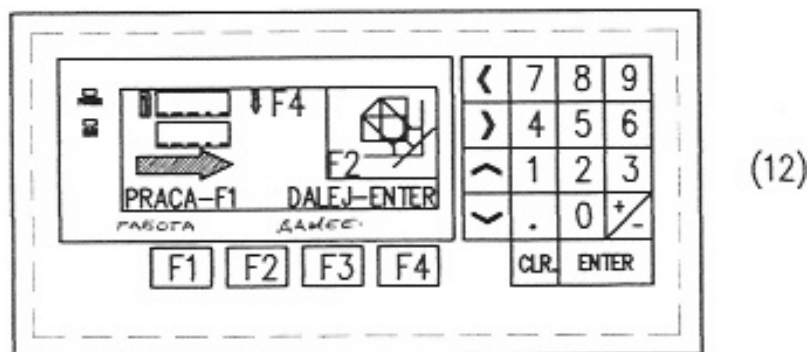 F4
F2
PRACA-F1 DALEJ-ENTER
РАБОТА ДАЛЕЕ.
F1 F2 F3 F4
< 7 8 9
> 4 5 6
^ 1 2 3
. 0 +/-
CLR. ENTER
(12)